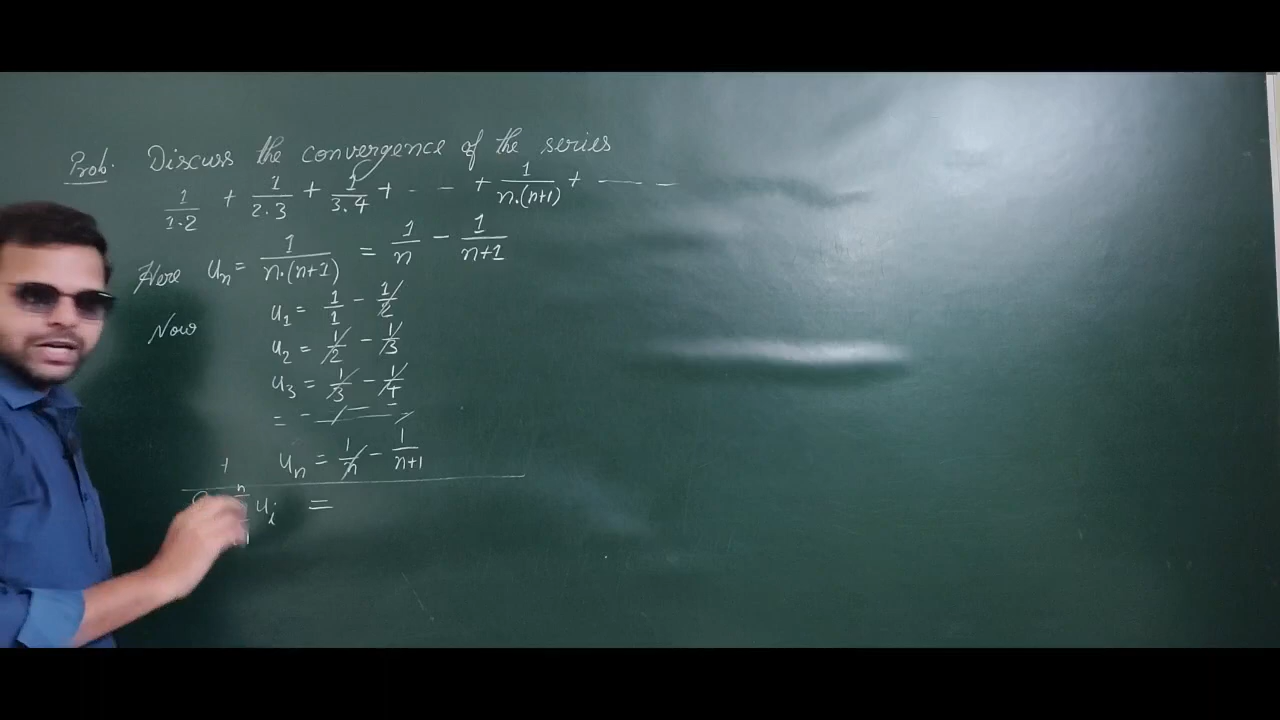 Prob. Discuss the convergence of the series
1/1.2 + 1/2.3 + 1/3.4 + - - - + 1/n.(n+1) + - - -
Here uₙ = 1/n.(n+1) = 1/n - 1/n+1
Now u₁ = 1/1 - 1/2
u₂ = 1/2 - 1/3
u₃ = 1/3 - 1/4
= - - - -
+ uₙ = 1/n - 1/n+1
n uᵢ =